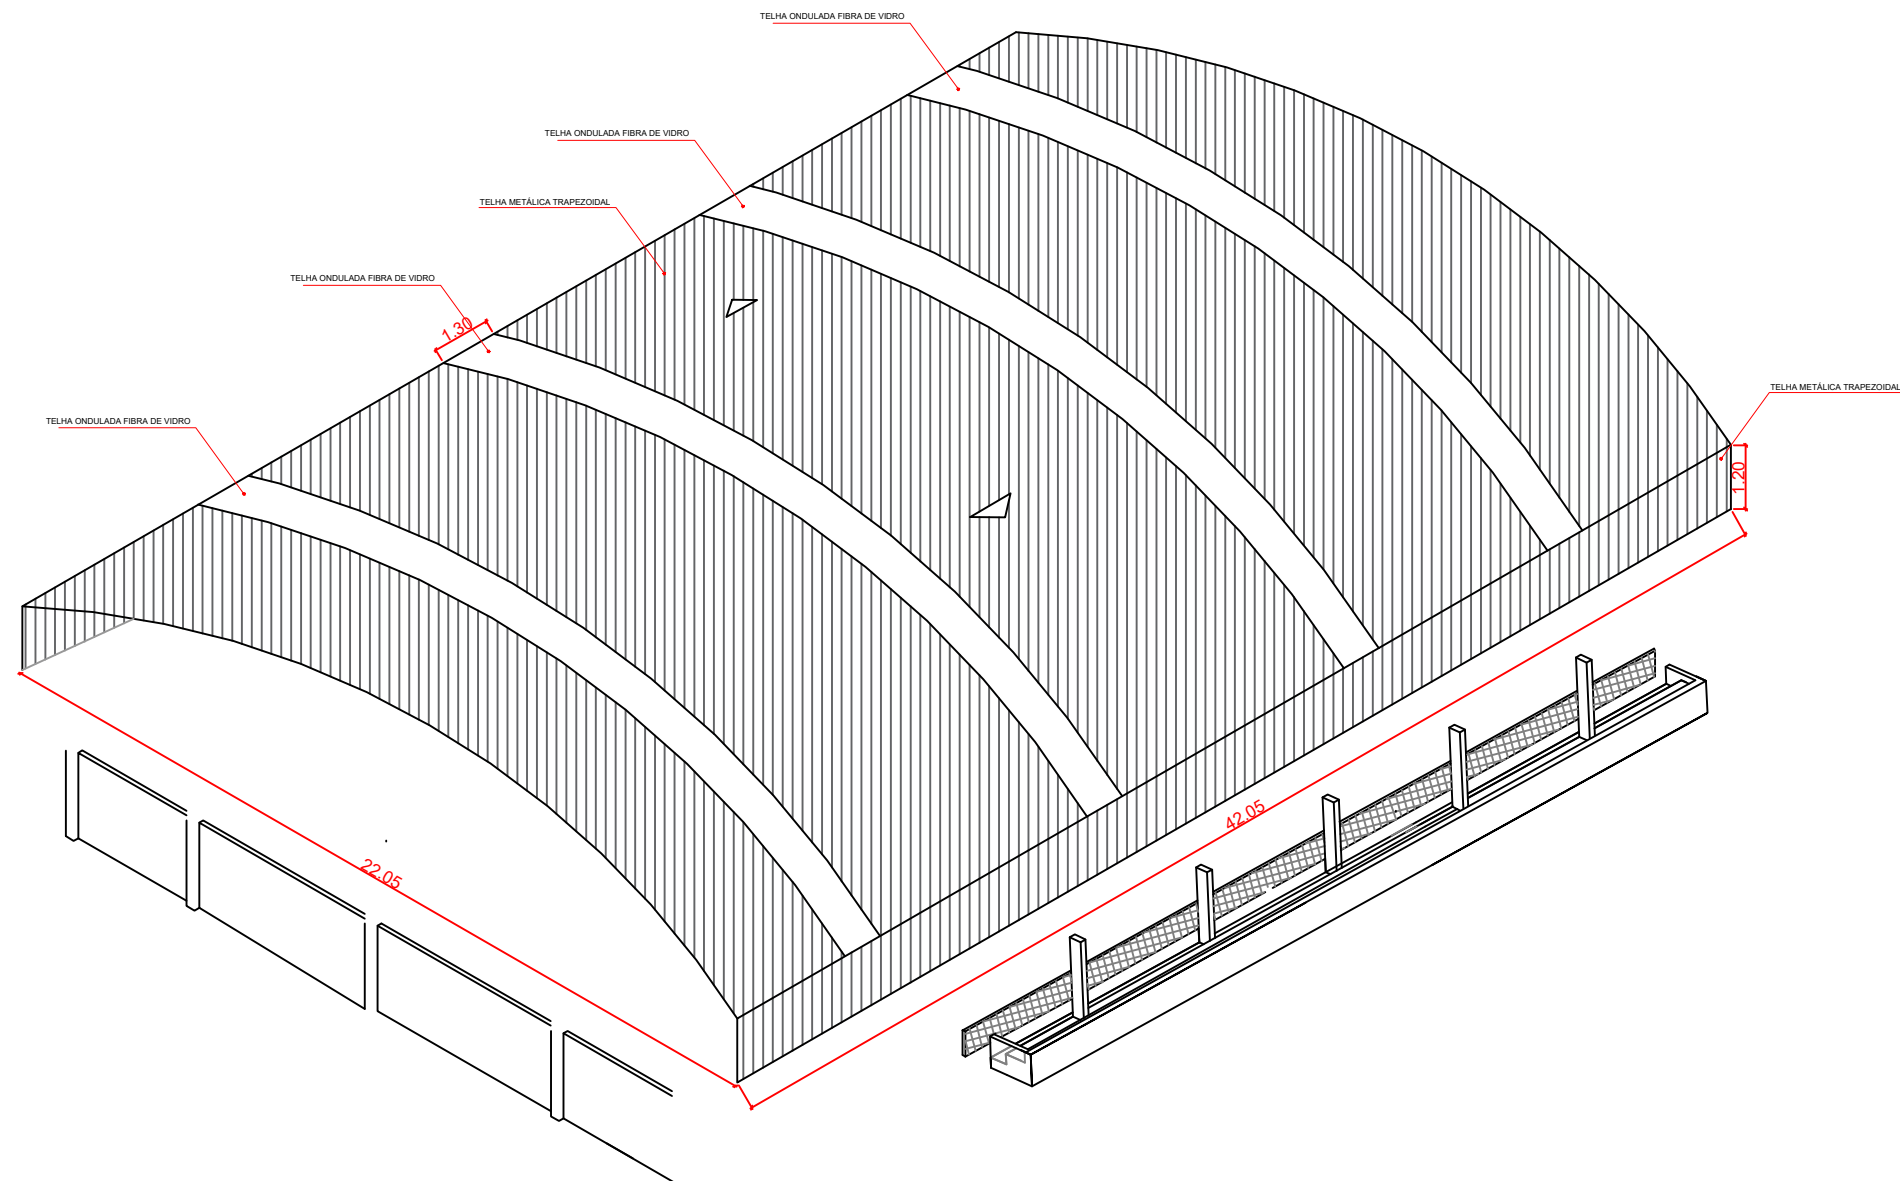 TELHA ONDULADA FIBRA DE VIDRO
TELHA ONDULADA FIBRA DE VIDRO
TELHA METÁLICA TRAPEZOIDAL
TELHA ONDULADA FIBRA DE VIDRO
1.30
TELHA METÁLICA TRAPEZOIDAL
TELHA ONDULADA FIBRA DE VIDRO
1.20
42.05
22.05